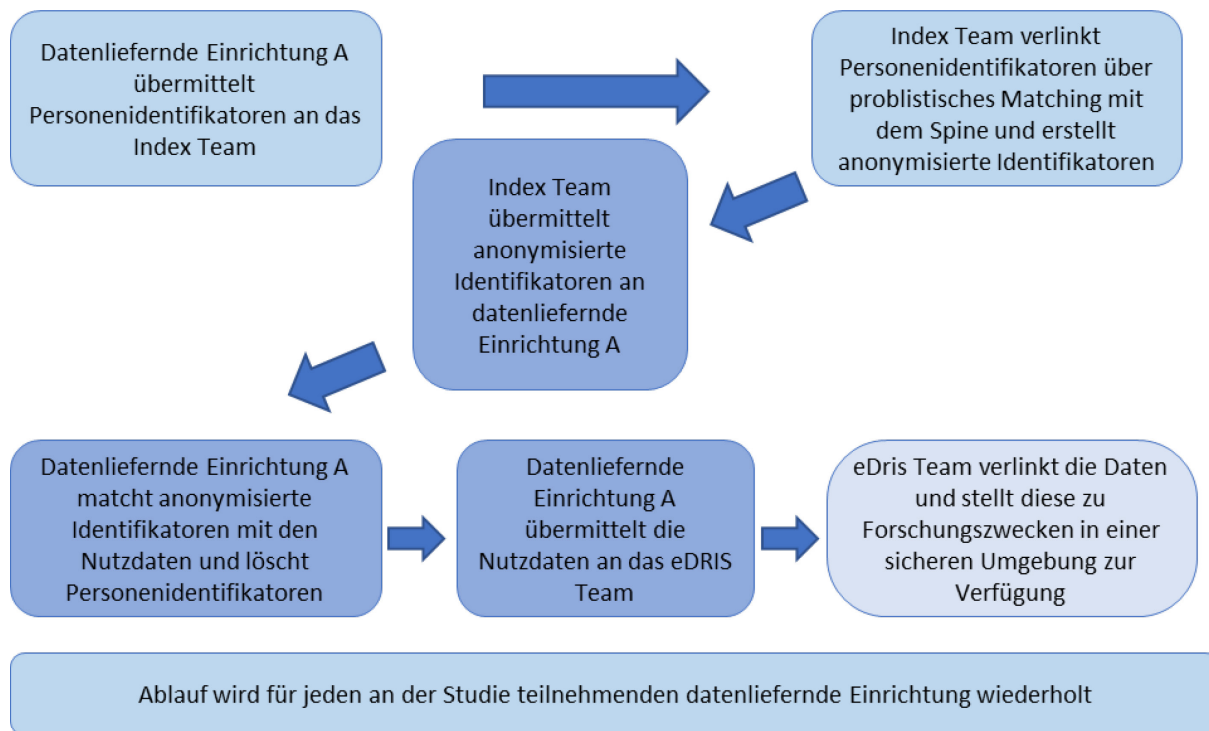 Datenliefernde Einrichtung A
übermittelt
Personenidentifikatoren an das
Index Team
Index Team verlinkt
Personenidentifikatoren über
problistisches Matching mit
dem Spine und erstellt
anonymisierte Identifikatoren
Index Team
übermittelt
anonymisierte
Identifikatoren an
datenliefernde
Einrichtung A
Datenliefernde Einrichtung A
matcht anonymisierte
Identifikatoren mit den
Nutzdaten und löscht
Personenidentifikatoren
Datenliefernde
Einrichtung A
übermittelt die
Nutzdaten an das eDRIS
Team
eDris Team verlinkt die Daten
und stellt diese zu
Forschungszwecken in einer
sicheren Umgebung zur
Verfügung
Ablauf wird für jeden an der Studie teilnehmenden datenliefernde Einrichtung wiederholt